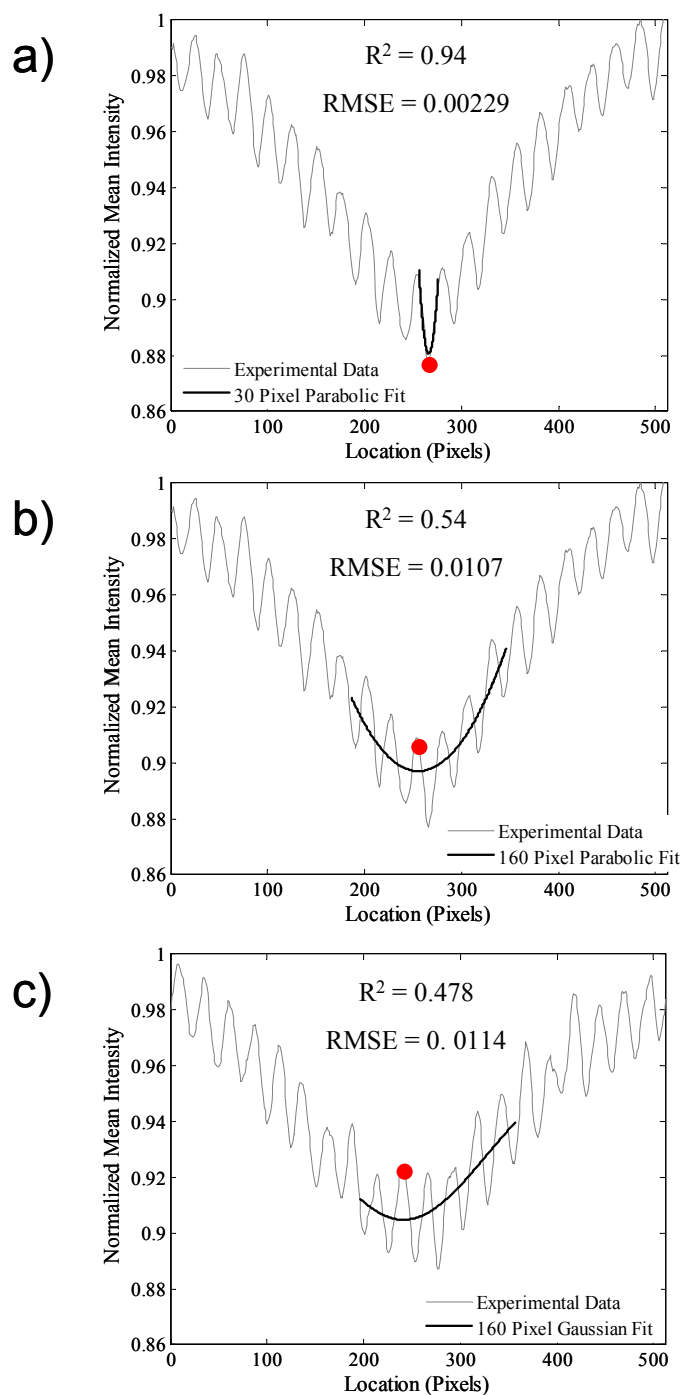 a)
R² = 0.94
RMSE = 0.00229
Normalized Mean Intensity
1
0.98
0.96
0.94
0.92
0.9
0.88
0.86
Experimental Data
30 Pixel Parabolic Fit
0 100 200 300 400 500
Location (Pixels)
b)
R² = 0.54
RMSE = 0.0107
Normalized Mean Intensity
1
0.98
0.96
0.94
0.92
0.9
0.88
0.86
Experimental Data
160 Pixel Parabolic Fit
0 100 200 300 400 500
Location (Pixels)
c)
R² = 0.478
RMSE = 0. 0114
Normalized Mean Intensity
1
0.98
0.96
0.94
0.92
0.9
0.88
0.86
Experimental Data
160 Pixel Gaussian Fit
0 100 200 300 400 500
Location (Pixels)